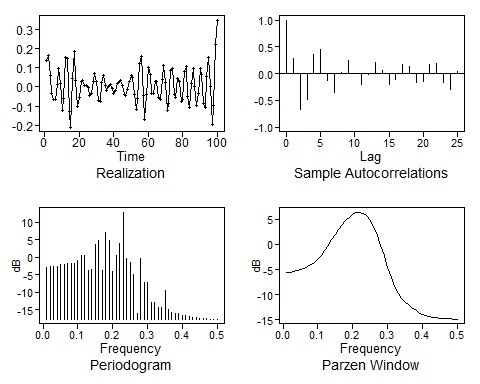 0.3
0.2
0.1
0.0
-0.1
-0.2
0 20 40 60 80 100
Time
Realization
1.0
0.5
0.0
-0.5
-1.0
0 5 10 15 20 25
Lag
Sample Autocorrelations
10
5
0
-5
-10
-15
dB
0.0 0.1 0.2 0.3 0.4 0.5
Frequency
Periodogram
5
0
-5
-10
-15
dB
0.0 0.1 0.2 0.3 0.4 0.5
Frequency
Parzen Window